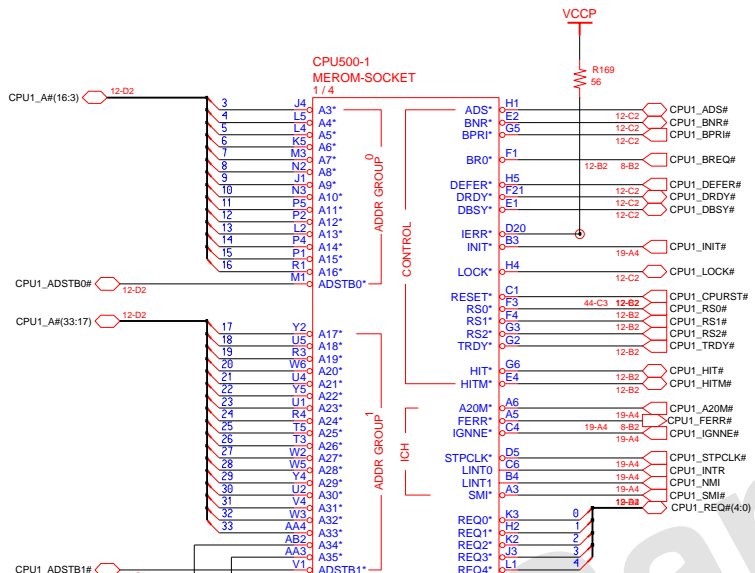 VCCP
R169
56
CPU500-1
MEROM-SOCKET
1 / 4
CPU1_A#(16:3) 12-D2
3 J4 A3*
4 L5 A4*
5 L4 A5*
6 K5 A6*
7 M3 A7*
8 N2 A8*
9 J1 A9*
10 N3 A10*
11 P5 A11*
12 P2 A12*
13 L2 A13*
14 P4 A14*
15 P1 A15*
16 R1 A16*
CPU1_ADSTB0# 12-D2 M1 ADSTB0*
ADDR GROUP 0
CPU1_A#(33:17) 12-D2
17 Y2 A17*
18 U5 A18*
19 R3 A19*
20 W6 A20*
21 U4 A21*
22 Y5 A22*
23 U1 A23*
24 R4 A24*
25 T5 A25*
26 T3 A26*
27 W2 A27*
28 W5 A28*
29 Y4 A29*
30 U2 A30*
31 V4 A31*
32 W3 A32*
33 AA4 A33*
AB2 A34*
AA3 A35*
CPU1_ADSTB1# 12-D2 V1 ADSTB1*
ADDR GROUP 1
CONTROL
ADS* H1 12-C2 CPU1_ADS#
BNR* E2 12-C2 CPU1_BNR#
BPRI* G5 12-C2 CPU1_BPRI#
BR0* F1 12-B2 8-B2 CPU1_BREQ#
DEFER* H5 12-C2 CPU1_DEFER#
DRDY* F21 12-C2 CPU1_DRDY#
DBSY* E1 12-C2 CPU1_DBSY#
IERR* D20
INIT* B3 19-A4 CPU1_INIT#
LOCK* H4 12-C2 CPU1_LOCK#
RESET* C1 44-C3 12-B2 CPU1_CPURST#
RS0* F3 12-B2 CPU1_RS0#
RS1* F4 12-B2 CPU1_RS1#
RS2* G3 12-B2 CPU1_RS2#
TRDY* G2 12-B2 CPU1_TRDY#
HIT* G6 12-B2 CPU1_HIT#
HITM* E4 12-B2 CPU1_HITM#
ICH
A20M* A6 19-A4 CPU1_A20M#
FERR* A5 19-A4 8-B2 CPU1_FERR#
IGNNE* C4 19-A4 CPU1_IGNNE#
STPCLK* D5 19-A4 CPU1_STPCLK#
LINT0 C6 19-A4 CPU1_INTR
LINT1 B4 19-A4 CPU1_NMI
SMI* A3 19-A4 CPU1_SMI#
12-B2 CPU1_REQ#(4:0)
REQ0* K3 0
REQ1* H2 1
REQ2* K2 2
REQ3* J3 3
REQ4* L1 4